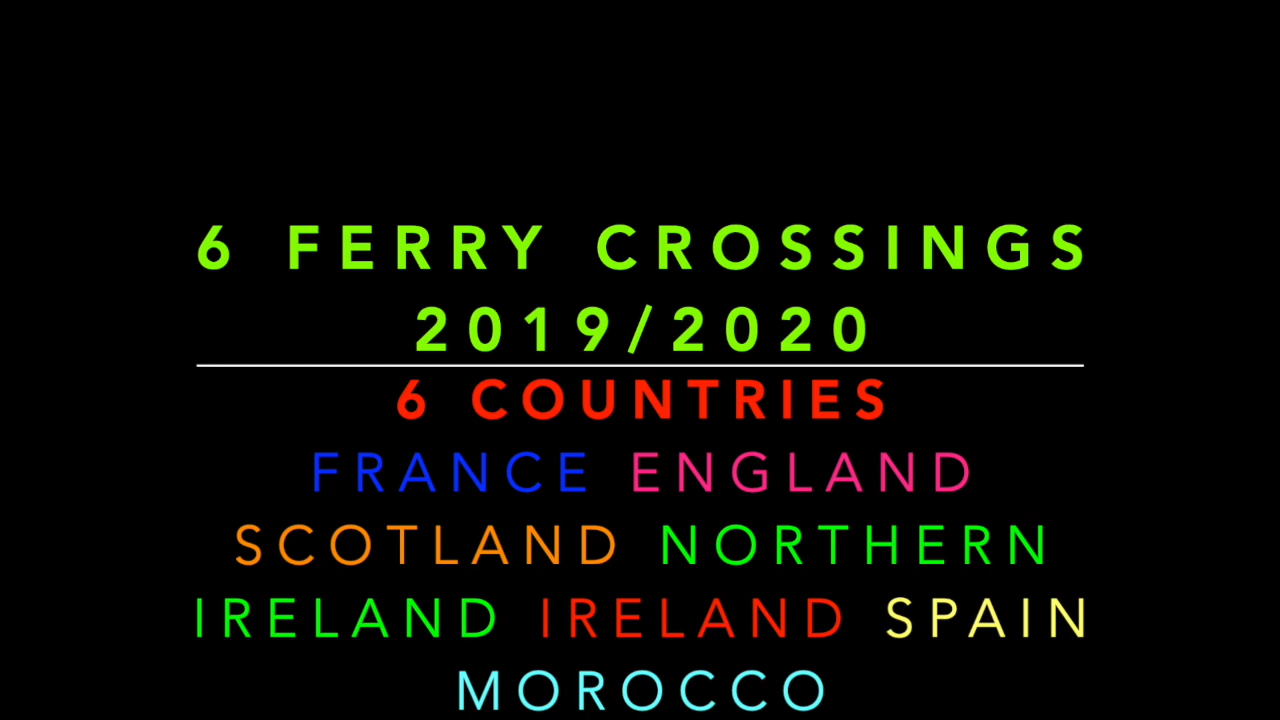 6 FERRY CROSSINGS
2019/2020
6 COUNTRIES
FRANCE ENGLAND
SCOTLAND NORTHERN
IRELAND IRELAND SPAIN
MOROCCO